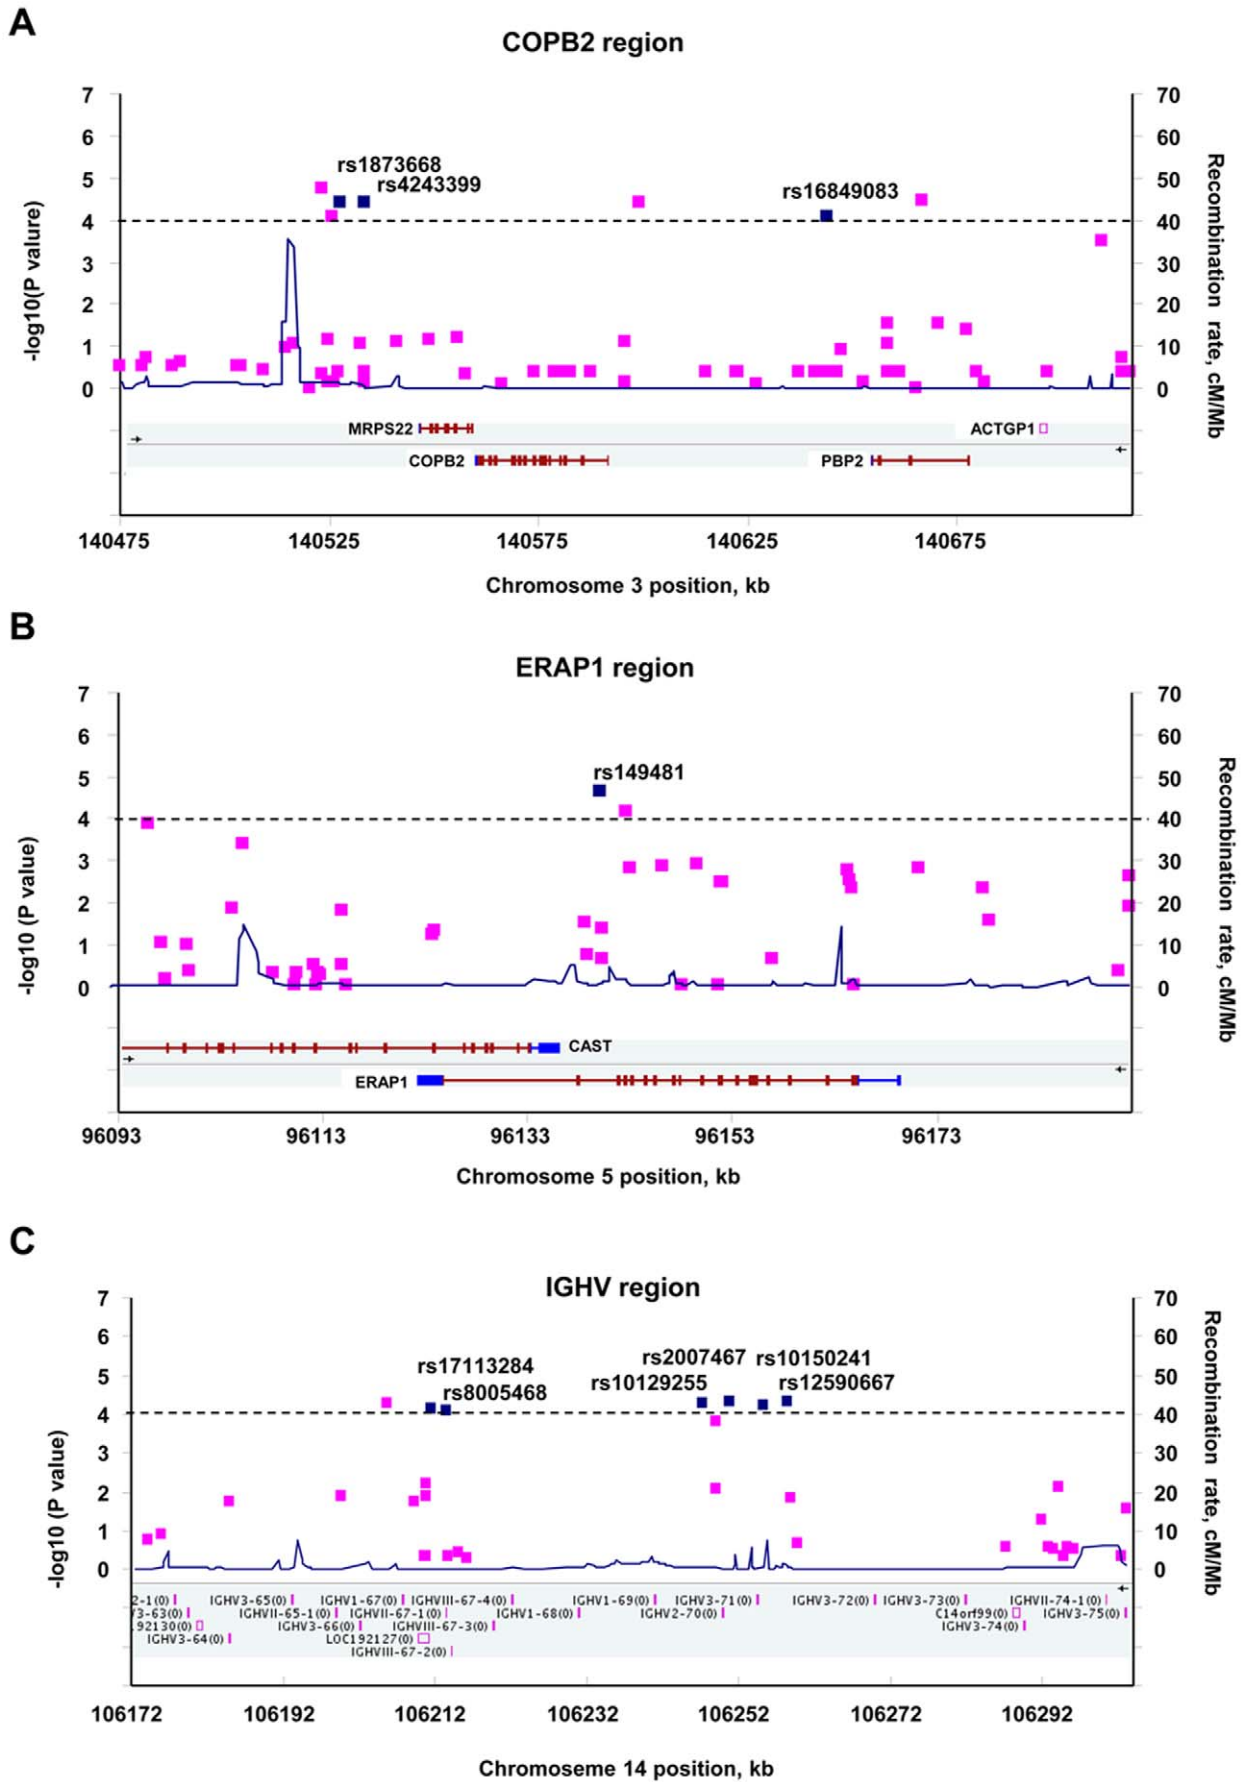 A
COPB2 region
7
6
5
4
3
2
1
0
-log10(P valure)
70
60
50
40
30
20
10
0
Recombination rate, cM/Mb
rs1873668
rs4243399
rs16849083
MRPS22
ACTGP1
COPB2
PBP2
140475 140525 140575 140625 140675
Chromosome 3 position, kb
B
ERAP1 region
7
6
5
4
3
2
1
0
-log10 (P value)
70
60
50
40
30
20
10
0
Recombination rate, cM/Mb
rs149481
CAST
ERAP1
96093 96113 96133 96153 96173
Chromosome 5 position, kb
C
IGHV region
7
6
5
4
3
2
1
0
-log10 (P value)
70
60
50
40
30
20
10
0
Recombination rate, cM/Mb
rs17113284
rs8005468
rs2007467 rs10150241
rs10129255 rs12590667
2-1(0) IGHV3-65(0) IGHV1-67(0) IGHVIII-67-4(0) IGHV1-69(0) IGHV3-71(0) IGHV3-72(0) IGHV3-73(0) IGHVII-74-1(0)
/3-63(0) IGHVII-65-1(0) IGHVII-67-1(0) IGHV1-68(0) IGHV2-70(0) C14orf99(0) IGHV3-75(0)
.92130(0) IGHV3-66(0) IGHVIII-67-3(0) IGHV3-74(0)
IGHV3-64(0) LOC192127(0)
IGHVIII-67-2(0)
106172 106192 106212 106232 106252 106272 106292
Chromoseme 14 position, kb